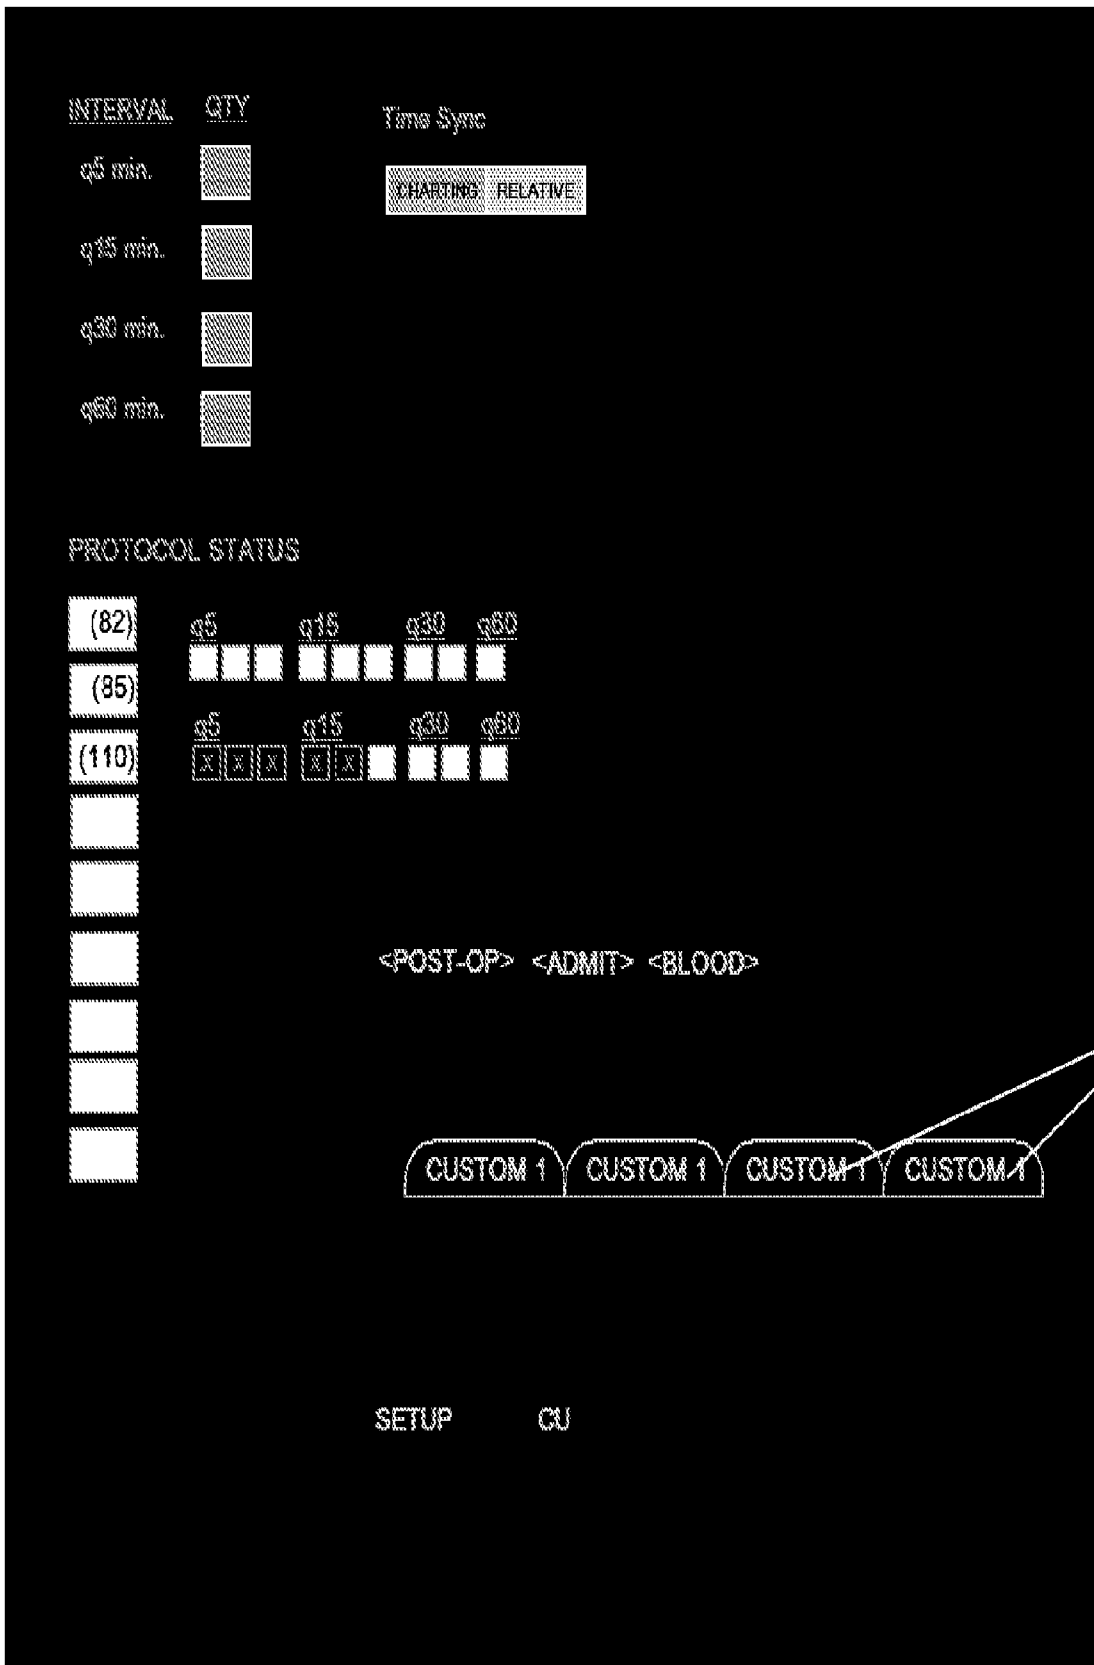 INTERVAL QTY
Time Sync
q5 min.
CHARTING RELATIVE
q15 min.
q30 min.
q60 min.
PROTOCOL STATUS
(82)
q5 q15 q30 q60
(85)
q5 q15 q30 q60
(110) X X X X X
<POST-OP> <ADMIT> <BLOOD>
CUSTOM 1 CUSTOM 1 CUSTOM 1 CUSTOM 1
SETUP CU